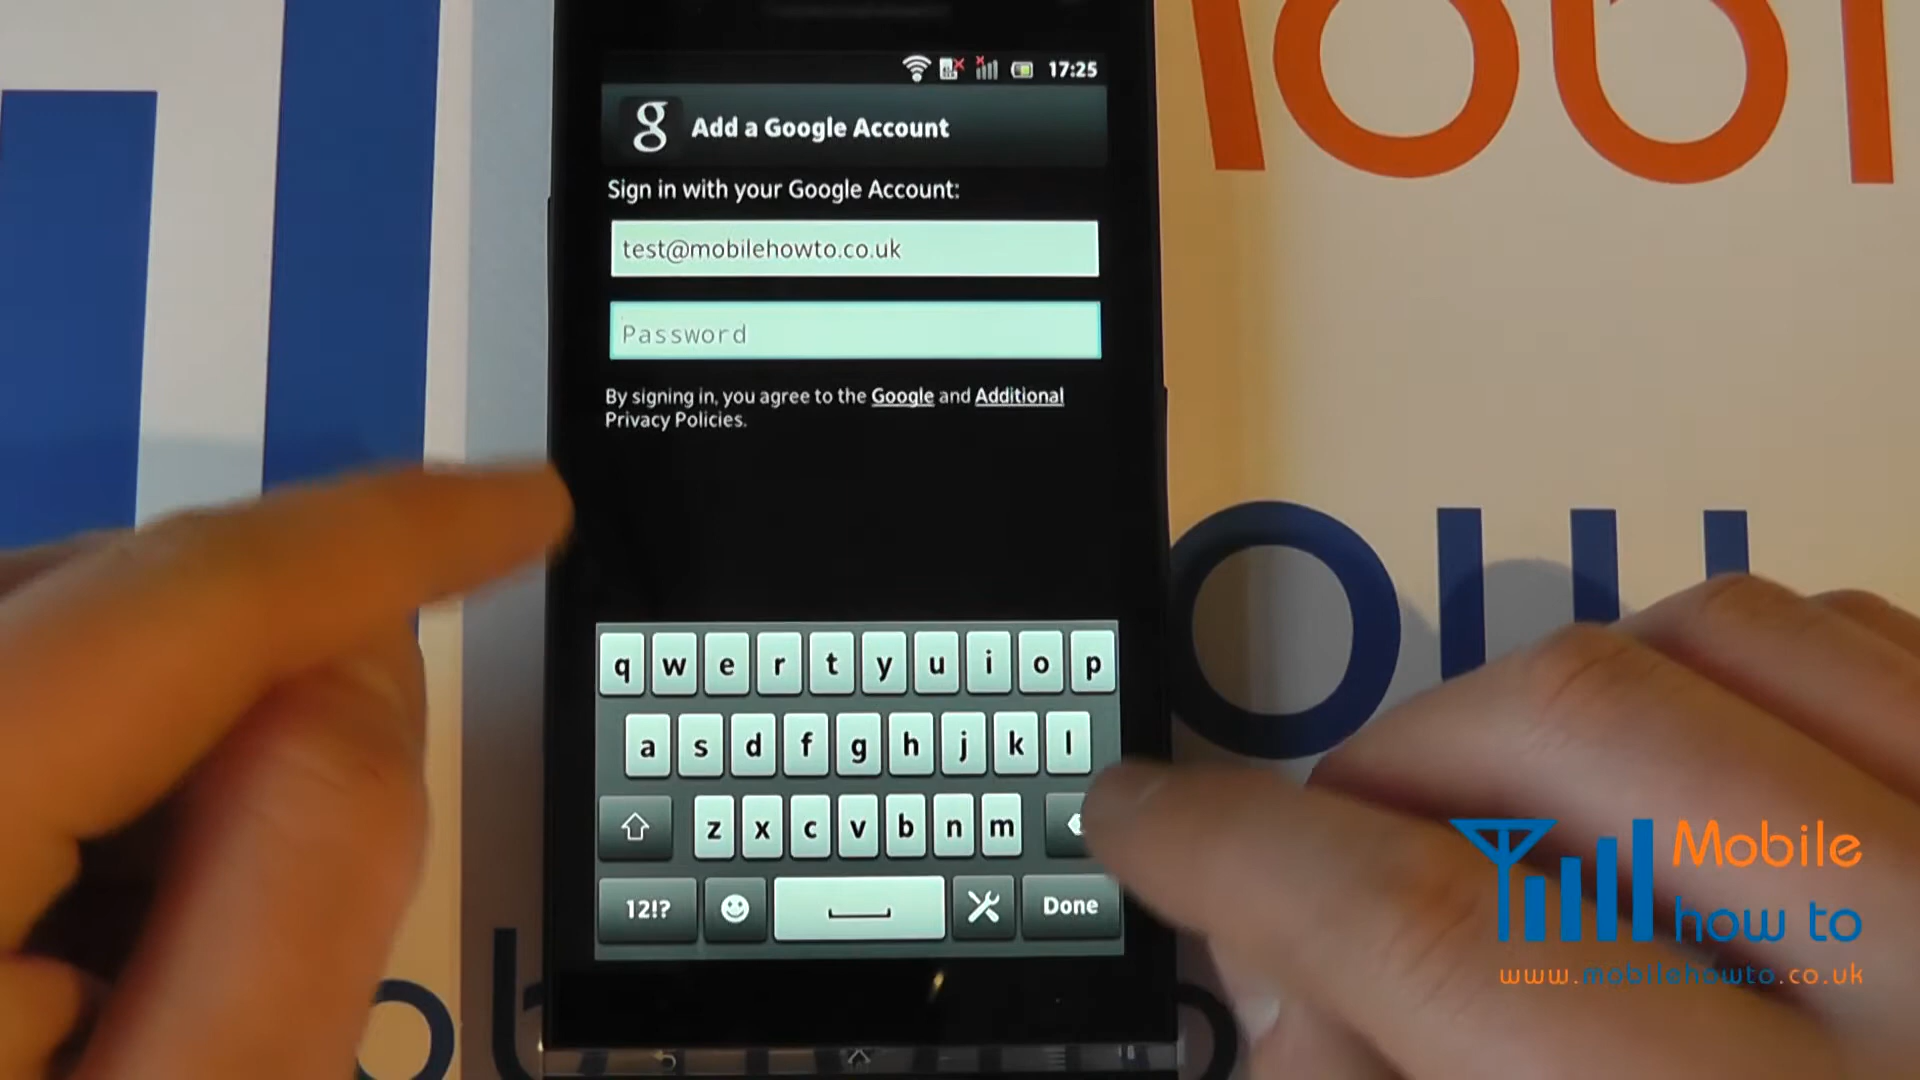 17:25
g Add a Google Account
Sign in with your Google Account:
test@mobilehowto.co.uk
Password
By signing in, you agree to the Google and Additional
Privacy Policies.
q w e r t y u i o p
a s d f g h j k l
z x c v b n m
12!? Done
Mobile
how to
www.mobilehowto.co.uk